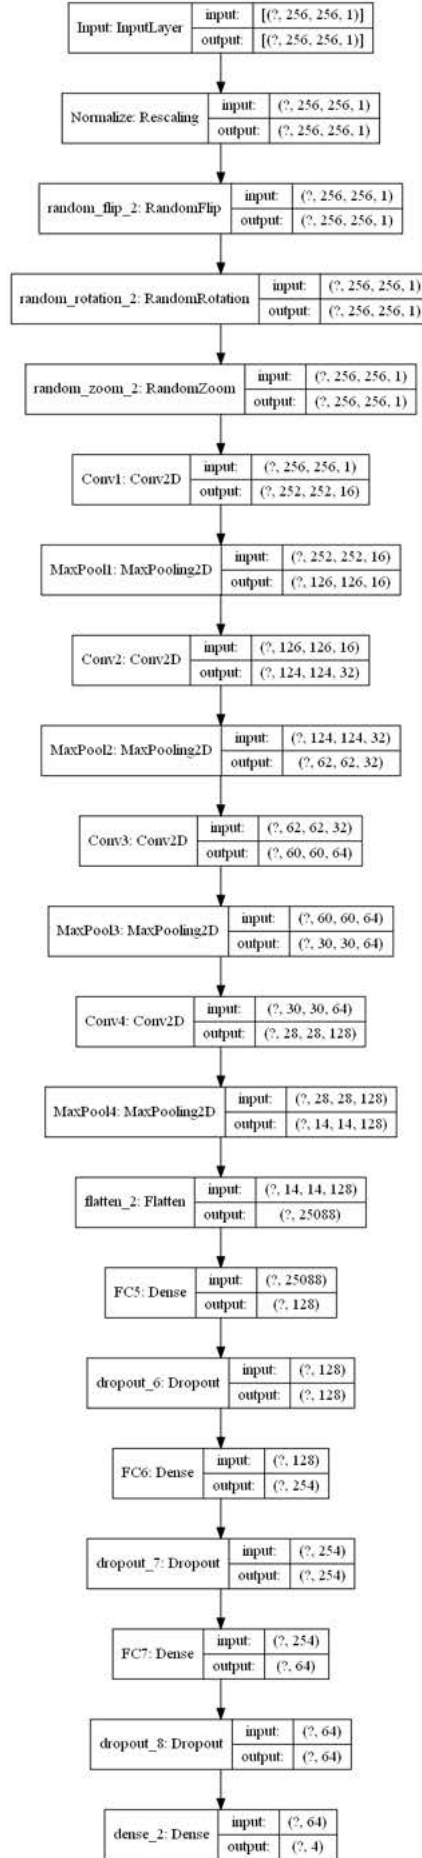 Input: InputLayer input: [(?, 256, 256, 1)]
output: [(?, 256, 256, 1)]
Normalize: Rescaling input: (?, 256, 256, 1)
output: (?, 256, 256, 1)
random_flip_2: RandomFlip input: (?, 256, 256, 1)
output: (?, 256, 256, 1)
random_rotation_2: RandomRotation input: (?, 256, 256, 1)
output: (?, 256, 256, 1)
random_zoom_2: RandomZoom input: (?, 256, 256, 1)
output: (?, 256, 256, 1)
Conv1: Conv2D input: (?, 256, 256, 1)
output: (?, 252, 252, 16)
MaxPool1: MaxPooling2D input: (?, 252, 252, 16)
output: (?, 126, 126, 16)
Conv2: Conv2D input: (?, 126, 126, 16)
output: (?, 124, 124, 32)
MaxPool2: MaxPooling2D input: (?, 124, 124, 32)
output: (?, 62, 62, 32)
Conv3: Conv2D input: (?, 62, 62, 32)
output: (?, 60, 60, 64)
MaxPool3: MaxPooling2D input: (?, 60, 60, 64)
output: (?, 30, 30, 64)
Conv4: Conv2D input: (?, 30, 30, 64)
output: (?, 28, 28, 128)
MaxPool4: MaxPooling2D input: (?, 28, 28, 128)
output: (?, 14, 14, 128)
flatten_2: Flatten input: (?, 14, 14, 128)
output: (?, 25088)
FC5: Dense input: (?, 25088)
output: (?, 128)
dropout_6: Dropout input: (?, 128)
output: (?, 128)
FC6: Dense input: (?, 128)
output: (?, 254)
dropout_7: Dropout input: (?, 254)
output: (?, 254)
FC7: Dense input: (?, 254)
output: (?, 64)
dropout_8: Dropout input: (?, 64)
output: (?, 64)
dense_2: Dense input: (?, 64)
output: (?, 4)